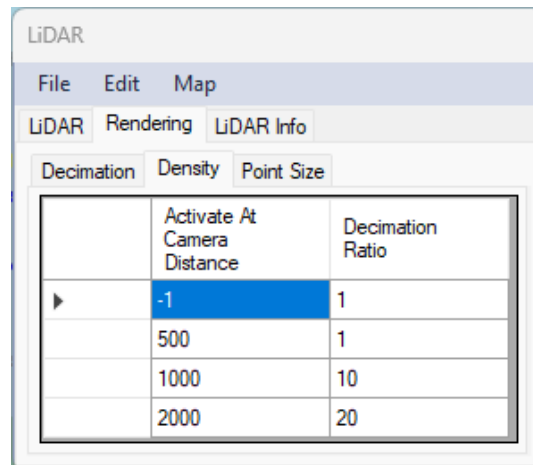 LiDAR
File Edit Map
LiDAR Rendering LiDAR Info
Decimation Density Point Size
Activate At
Camera
Distance
Decimation
Ratio
-1 1
500 1
1000 10
2000 20